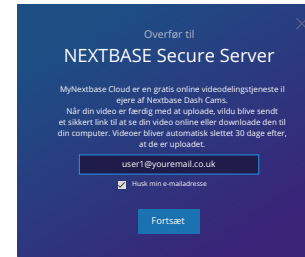 Overfør til
NEXTBASE Secure Server
MyNextbase Cloud er en gratis online videodelingstjeneste il
ejere af Nextbase Dash Cams.
Når din video er færdig med at uploade, vildu blive sendt
et sikkert link til at se din video online eller downloade den til
din computer. Videoer bliver automatisk slettet 30 dage efter,
at de er uploadet.
user1@youremail.co.uk
Husk min e-mailadresse
Fortsæt